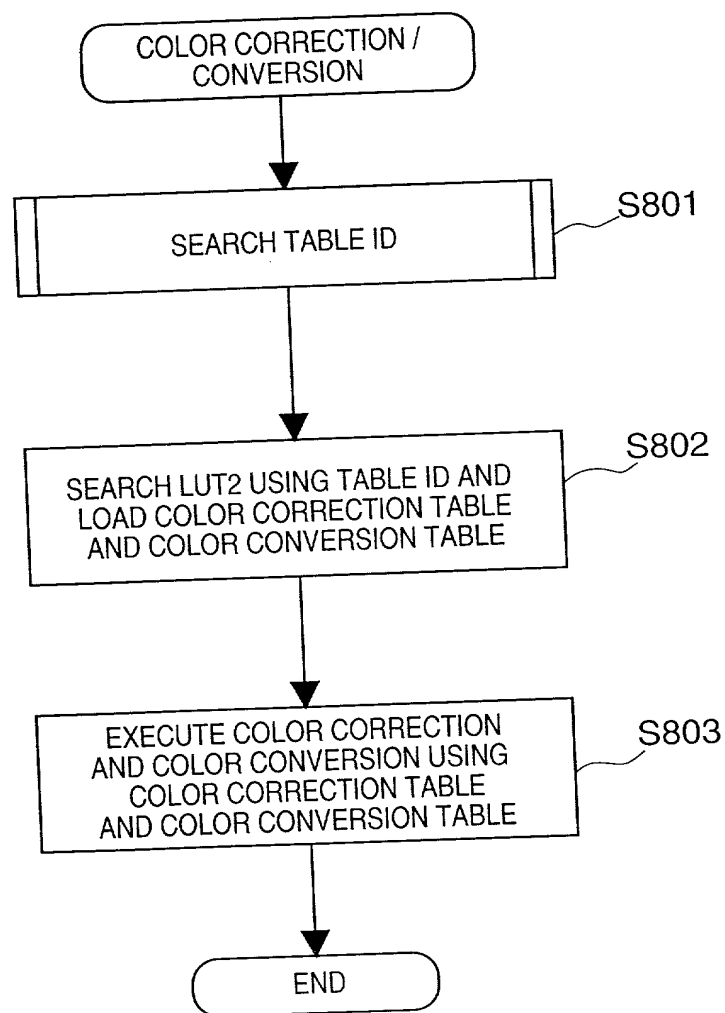 COLOR CORRECTION /
CONVERSION
SEARCH TABLE ID
S801
SEARCH LUT2 USING TABLE ID AND
LOAD COLOR CORRECTION TABLE
AND COLOR CONVERSION TABLE
S802
EXECUTE COLOR CORRECTION
AND COLOR CONVERSION USING
COLOR CORRECTION TABLE
AND COLOR CONVERSION TABLE
S803
END